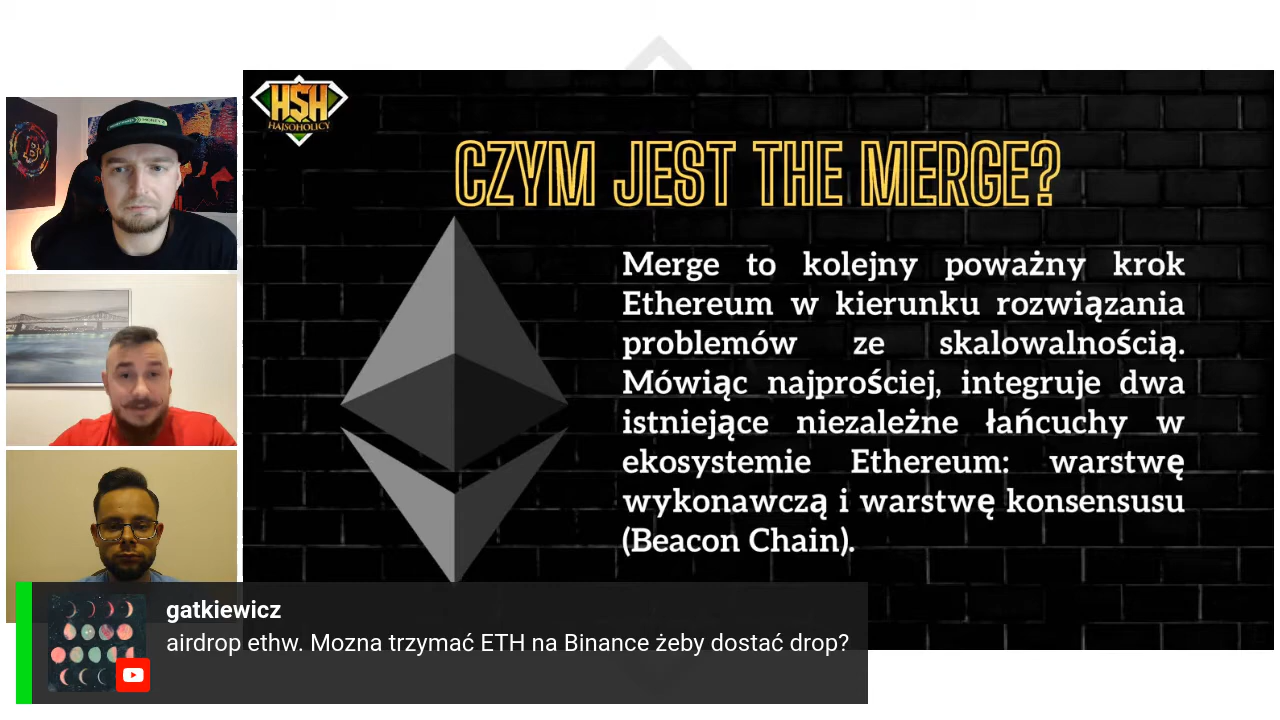 H$H
HAJSOHOLICY
CZYM JEST THE MERGE?
Merge to kolejny poważny krok
Ethereum w kierunku rozwiązania
problemów ze skalowalnością.
Mówiąc najprościej, integruje dwa
istniejące niezależne łańcuchy w
ekosystemie Ethereum: warstwę
wykonawczą i warstwę konsensusu
(Beacon Chain).
gatkiewicz
airdrop ethw. Mozna trzymać ETH na Binance żeby dostać drop?